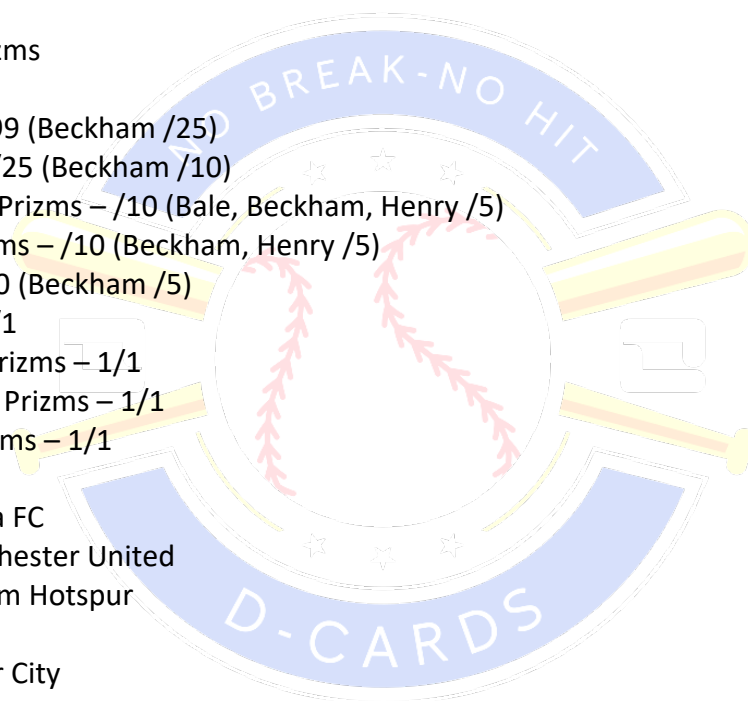 zms
NO BREAK-NO HIT
99 (Beckham /25)
/25 (Beckham /10)
Prizms – /10 (Bale, Beckham, Henry /5)
ms – /10 (Beckham, Henry /5)
0 (Beckham /5)
/1
rizms – 1/1
Prizms – 1/1
ms – 1/1
a FC
hester United
m Hotspur
r City
D-CARDS